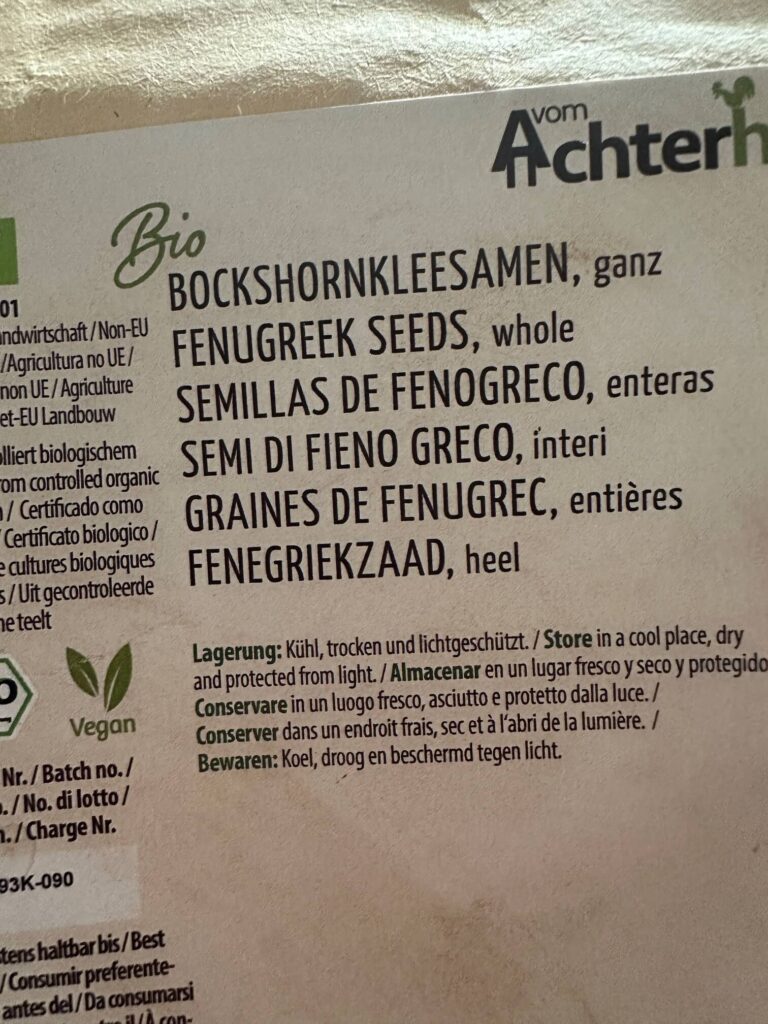 vom
Achterh
Bio
BOCKSHORNKLEESAMEN, ganz
FENUGREEK SEEDS, whole
SEMILLAS DE FENOGRECO, enteras
SEMI DI FIENO GRECO, interi
GRAINES DE FENUGREC, entières
FENEGRIEKZAAD, heel
Lagerung: Kühl, trocken und lichtgeschützt. / Store in a cool place, dry
and protected from light. / Almacenar en un lugar fresco y seco y protegido
Conservare in un luogo fresco, asciutto e protetto dalla luce. /
Conserver dans un endroit frais, sec et à l'abri de la lumière. /
Bewaren: Koel, droog en beschermd tegen licht.
01
ndwirtschaft / Non-EU
/ Agricultura no UE /
non UE / Agriculture
et-EU Landbouw
lliert biologischem
rom controlled organic
/ Certificado como
/ Certificato biologico /
e cultures biologiques
s / Uit gecontroleerde
he teelt
Vegan
Nr. / Batch no. /
. / No. di lotto /
. / Charge Nr.
93K-090
tens haltbar bis / Best
/ Consumir preferente-
antes del / Da consumarsi
il / À con-